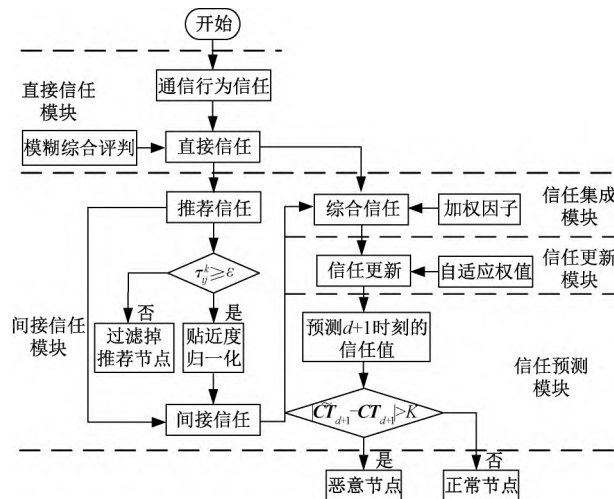 开始
直接信任
模块
通信行为信任
模糊综合评判
直接信任
推荐信任
综合信任
加权因子
信任集成
模块
τ_y^k≥ε
信任更新
自适应权值
信任更新
模块
否
是
间接信任
模块
过滤掉
推荐节点
贴近度
归一化
预测d+1时刻的
信任值
信任预测
模块
间接信任
|C̃T_{d+1}-CT_{d+1}|>K
是
否
恶意节点
正常节点